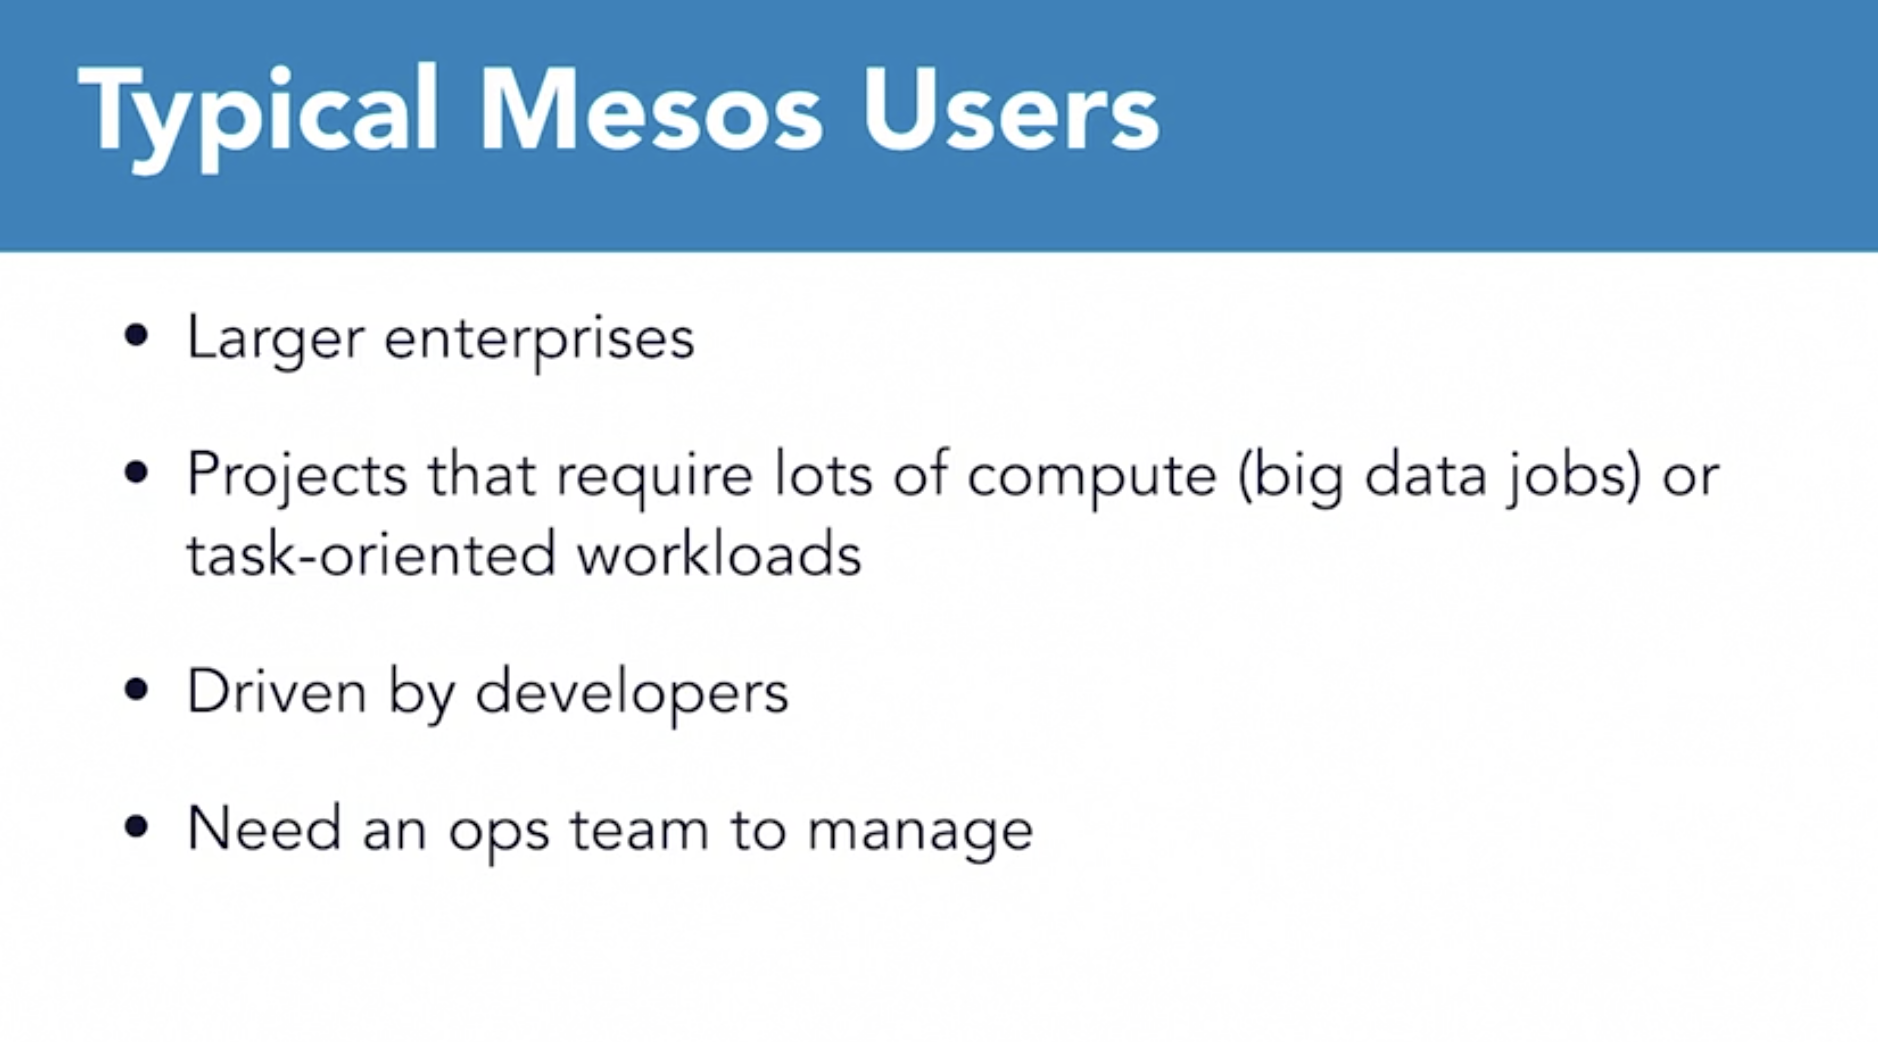 Typical Mesos Users
• Larger enterprises
• Projects that require lots of compute (big data jobs) or
task-oriented workloads
• Driven by developers
• Need an ops team to manage